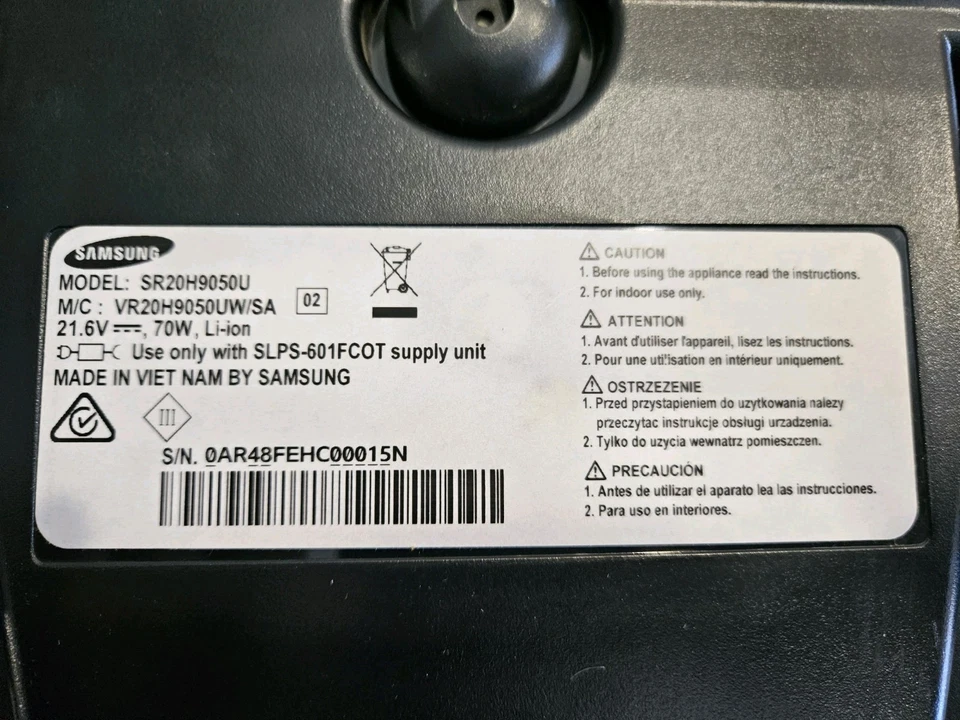 SAMSUNG
MODEL: SR20H9050U
M/C : VR20H9050UW/SA 02
21.6V ⎓, 70W, Li-ion
Use only with SLPS-601FCOT supply unit
MADE IN VIET NAM BY SAMSUNG
III
S/N. 0AR48FEHC00015N
CAUTION
1. Before using the appliance read the instructions.
2. For indoor use only.
ATTENTION
1. Avant d'utiliser l'appareil, lisez les instructions.
2. Pour une utilisation en intérieur uniquement.
OSTRZEZENIE
1. Przed przystapieniem do uzytkowania nalezy
przeczytac instrukcje obslugi urzadzenia.
2. Tylko do uzycia wewnatrz pomieszczen.
PRECAUCIÓN
1. Antes de utilizar el aparato lea las instrucciones.
2. Para uso en interiores.